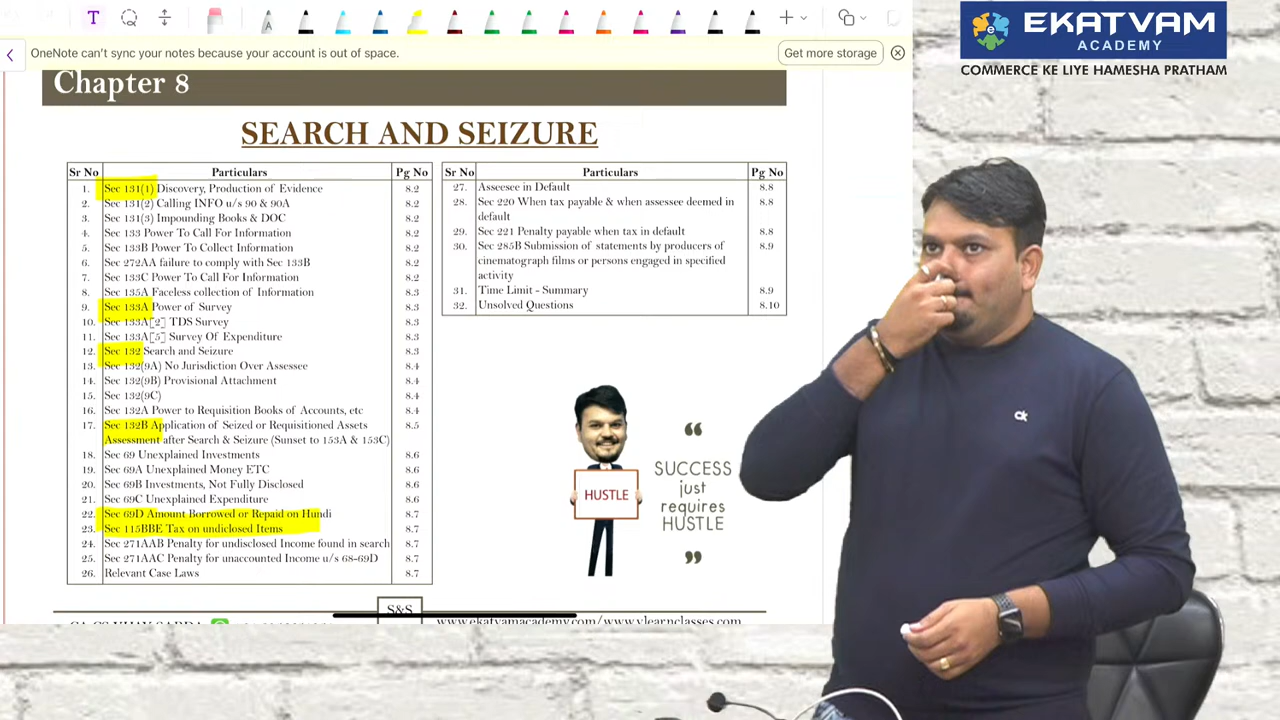 EKATVAM
ACADEMY
COMMERCE KE LIYE HAMESHA PRATHAM
OneNote can't sync your notes because your account is out of space.
Get more storage
Chapter 8
SEARCH AND SEIZURE
Sr No Particulars Pg No
1. Sec 131(1) Discovery, Production of Evidence 8.2
2. Sec 131(2) Calling INFO u/s 90 & 90A 8.2
3. Sec 131(3) Impounding Books & DOC 8.2
4. Sec 133 Power To Call For Information 8.2
5. Sec 133B Power To Collect Information 8.2
6. Sec 272AA failure to comply with Sec 133B 8.2
7. Sec 133C Power To Call For Information 8.2
8. Sec 135A Faceless collection of Information 8.3
9. Sec 133A Power of Survey 8.3
10. Sec 133A[2] TDS Survey 8.3
11. Sec 133A[5] Survey Of Expenditure 8.3
12. Sec 132 Search and Seizure 8.3
13. Sec 132(9A) No Jurisdiction Over Assessee 8.4
14. Sec 132(9B) Provisional Attachment 8.4
15. Sec 132(9C) 8.4
16. Sec 132A Power to Requisition Books of Accounts, etc 8.4
17. Sec 132B Application of Seized or Requisitioned Assets 8.5
Assessment after Search & Seizure (Sunset to 153A & 153C)
18. Sec 69 Unexplained Investments 8.6
19. Sec 69A Unexplained Money ETC 8.6
20. Sec 69B Investments, Not Fully Disclosed 8.6
21. Sec 69C Unexplained Expenditure 8.6
22. Sec 69D Amount Borrowed or Repaid on Hundi 8.7
23. Sec 115BBE Tax on undiclosed Items 8.7
24. Sec 271AAB Penalty for undisclosed Income found in search 8.7
25. Sec 271AAC Penalty for unaccounted Income u/s 68-69D 8.7
26. Relevant Case Laws 8.7
Sr No Particulars Pg No
27. Asseesee in Default 8.8
28. Sec 220 When tax payable & when assessee deemed in 8.8
default
29. Sec 221 Penalty payable when tax in default 8.8
30. Sec 285B Submission of statements by producers of 8.9
cinematograph films or persons engaged in specified
activity
31. Time Limit - Summary 8.9
32. Unsolved Questions 8.10
HUSTLE
“
SUCCESS
just
requires
HUSTLE
”
S&S
www.ekatvamacademy.com/www.vlearnclasses.com